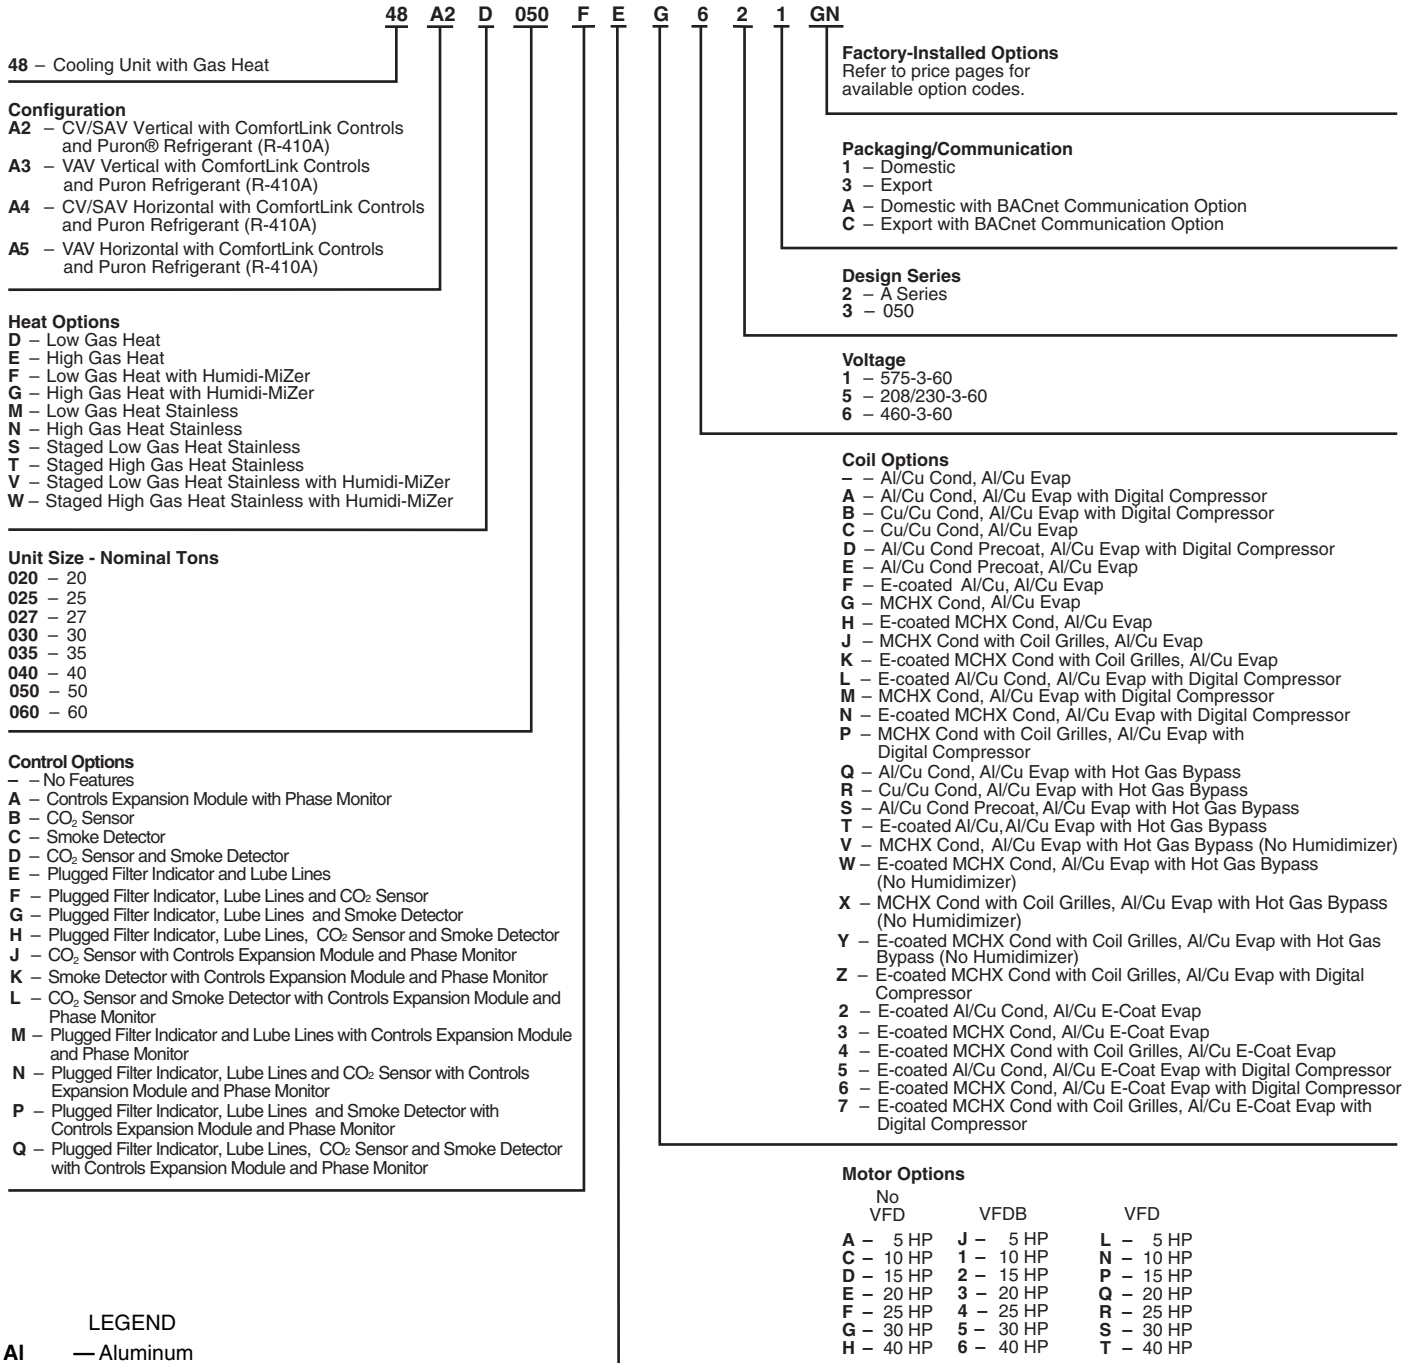 48 A2 D 050 F E G 6 2 1 GN
48 – Cooling Unit with Gas Heat
Configuration
A2 – CV/SAV Vertical with ComfortLink Controls
and Puron® Refrigerant (R-410A)
A3 – VAV Vertical with ComfortLink Controls
and Puron Refrigerant (R-410A)
A4 – CV/SAV Horizontal with ComfortLink Controls
and Puron Refrigerant (R-410A)
A5 – VAV Horizontal with ComfortLink Controls
and Puron Refrigerant (R-410A)
Heat Options
D – Low Gas Heat
E – High Gas Heat
F – Low Gas Heat with Humidi-MiZer
G – High Gas Heat with Humidi-MiZer
M – Low Gas Heat Stainless
N – High Gas Heat Stainless
S – Staged Low Gas Heat Stainless
T – Staged High Gas Heat Stainless
V – Staged Low Gas Heat Stainless with Humidi-MiZer
W – Staged High Gas Heat Stainless with Humidi-MiZer
Unit Size - Nominal Tons
020 – 20
025 – 25
027 – 27
030 – 30
035 – 35
040 – 40
050 – 50
060 – 60
Control Options
– – No Features
A – Controls Expansion Module with Phase Monitor
B – CO₂ Sensor
C – Smoke Detector
D – CO₂ Sensor and Smoke Detector
E – Plugged Filter Indicator and Lube Lines
F – Plugged Filter Indicator, Lube Lines and CO₂ Sensor
G – Plugged Filter Indicator, Lube Lines and Smoke Detector
H – Plugged Filter Indicator, Lube Lines, CO₂ Sensor and Smoke Detector
J – CO₂ Sensor with Controls Expansion Module and Phase Monitor
K – Smoke Detector with Controls Expansion Module and Phase Monitor
L – CO₂ Sensor and Smoke Detector with Controls Expansion Module and
Phase Monitor
M – Plugged Filter Indicator and Lube Lines with Controls Expansion Module
and Phase Monitor
N – Plugged Filter Indicator, Lube Lines and CO₂ Sensor with Controls
Expansion Module and Phase Monitor
P – Plugged Filter Indicator, Lube Lines and Smoke Detector with
Controls Expansion Module and Phase Monitor
Q – Plugged Filter Indicator, Lube Lines, CO₂ Sensor and Smoke Detector
with Controls Expansion Module and Phase Monitor
LEGEND
Al — Aluminum
Factory-Installed Options
Refer to price pages for
available option codes.
Packaging/Communication
1 – Domestic
3 – Export
A – Domestic with BACnet Communication Option
C – Export with BACnet Communication Option
Design Series
2 – A Series
3 – 050
Voltage
1 – 575-3-60
5 – 208/230-3-60
6 – 460-3-60
Coil Options
– – Al/Cu Cond, Al/Cu Evap
A – Al/Cu Cond, Al/Cu Evap with Digital Compressor
B – Cu/Cu Cond, Al/Cu Evap with Digital Compressor
C – Cu/Cu Cond, Al/Cu Evap
D – Al/Cu Cond Precoat, Al/Cu Evap with Digital Compressor
E – Al/Cu Cond Precoat, Al/Cu Evap
F – E-coated Al/Cu, Al/Cu Evap
G – MCHX Cond, Al/Cu Evap
H – E-coated MCHX Cond, Al/Cu Evap
J – MCHX Cond with Coil Grilles, Al/Cu Evap
K – E-coated MCHX Cond with Coil Grilles, Al/Cu Evap
L – E-coated Al/Cu Cond, Al/Cu Evap with Digital Compressor
M – MCHX Cond, Al/Cu Evap with Digital Compressor
N – E-coated MCHX Cond, Al/Cu Evap with Digital Compressor
P – MCHX Cond with Coil Grilles, Al/Cu Evap with
Digital Compressor
Q – Al/Cu Cond, Al/Cu Evap with Hot Gas Bypass
R – Cu/Cu Cond, Al/Cu Evap with Hot Gas Bypass
S – Al/Cu Cond Precoat, Al/Cu Evap with Hot Gas Bypass
T – E-coated Al/Cu, Al/Cu Evap with Hot Gas Bypass
V – MCHX Cond, Al/Cu Evap with Hot Gas Bypass (No Humidimizer)
W – E-coated MCHX Cond, Al/Cu Evap with Hot Gas Bypass
(No Humidimizer)
X – MCHX Cond with Coil Grilles, Al/Cu Evap with Hot Gas Bypass
(No Humidimizer)
Y – E-coated MCHX Cond with Coil Grilles, Al/Cu Evap with Hot Gas
Bypass (No Humidimizer)
Z – E-coated MCHX Cond with Coil Grilles, Al/Cu Evap with Digital
Compressor
2 – E-coated Al/Cu Cond, Al/Cu E-Coat Evap
3 – E-coated MCHX Cond, Al/Cu E-Coat Evap
4 – E-coated MCHX Cond with Coil Grilles, Al/Cu E-Coat Evap
5 – E-coated Al/Cu Cond, Al/Cu E-Coat Evap with Digital Compressor
6 – E-coated MCHX Cond, Al/Cu E-Coat Evap with Digital Compressor
7 – E-coated MCHX Cond with Coil Grilles, Al/Cu E-Coat Evap with
Digital Compressor
Motor Options
No
VFD VFDB VFD
A – 5 HP J – 5 HP L – 5 HP
C – 10 HP 1 – 10 HP N – 10 HP
D – 15 HP 2 – 15 HP P – 15 HP
E – 20 HP 3 – 20 HP Q – 20 HP
F – 25 HP 4 – 25 HP R – 25 HP
G – 30 HP 5 – 30 HP S – 30 HP
H – 40 HP 6 – 40 HP T – 40 HP